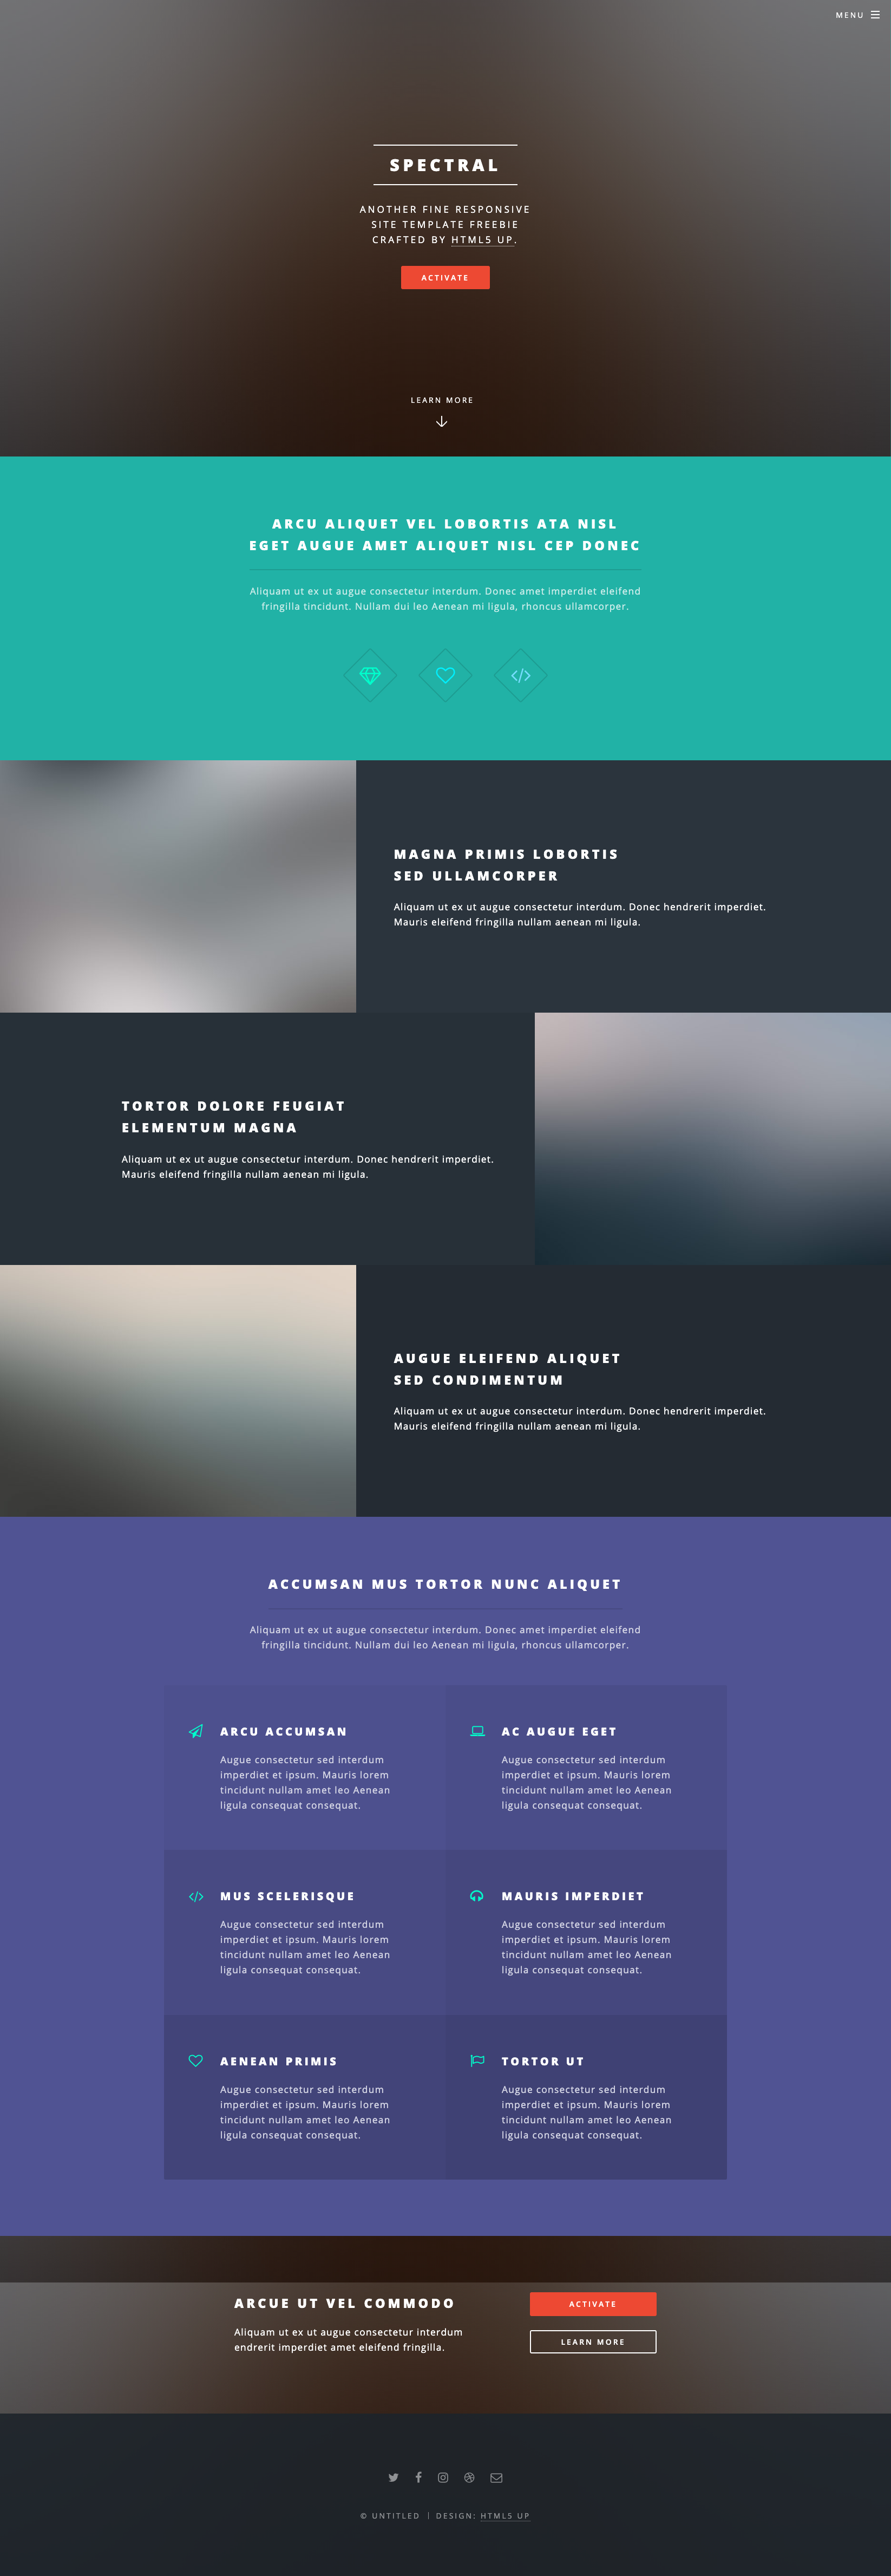 MENU
SPECTRAL
ANOTHER FINE RESPONSIVE
SITE TEMPLATE FREEBIE
CRAFTED BY HTML5 UP.
ACTIVATE
LEARN MORE
ARCU ALIQUET VEL LOBORTIS ATA NISL
EGET AUGUE AMET ALIQUET NISL CEP DONEC
Aliquam ut ex ut augue consectetur interdum. Donec amet imperdiet eleifend
fringilla tincidunt. Nullam dui leo Aenean mi ligula, rhoncus ullamcorper.
MAGNA PRIMIS LOBORTIS
SED ULLAMCORPER
Aliquam ut ex ut augue consectetur interdum. Donec hendrerit imperdiet.
Mauris eleifend fringilla nullam aenean mi ligula.
TORTOR DOLORE FEUGIAT
ELEMENTUM MAGNA
Aliquam ut ex ut augue consectetur interdum. Donec hendrerit imperdiet.
Mauris eleifend fringilla nullam aenean mi ligula.
AUGUE ELEIFEND ALIQUET
SED CONDIMENTUM
Aliquam ut ex ut augue consectetur interdum. Donec hendrerit imperdiet.
Mauris eleifend fringilla nullam aenean mi ligula.
ACCUMSAN MUS TORTOR NUNC ALIQUET
Aliquam ut ex ut augue consectetur interdum. Donec amet imperdiet eleifend
fringilla tincidunt. Nullam dui leo Aenean mi ligula, rhoncus ullamcorper.
ARCU ACCUMSAN
Augue consectetur sed interdum
imperdiet et ipsum. Mauris lorem
tincidunt nullam amet leo Aenean
ligula consequat consequat.
AC AUGUE EGET
Augue consectetur sed interdum
imperdiet et ipsum. Mauris lorem
tincidunt nullam amet leo Aenean
ligula consequat consequat.
MUS SCELERISQUE
Augue consectetur sed interdum
imperdiet et ipsum. Mauris lorem
tincidunt nullam amet leo Aenean
ligula consequat consequat.
MAURIS IMPERDIET
Augue consectetur sed interdum
imperdiet et ipsum. Mauris lorem
tincidunt nullam amet leo Aenean
ligula consequat consequat.
AENEAN PRIMIS
Augue consectetur sed interdum
imperdiet et ipsum. Mauris lorem
tincidunt nullam amet leo Aenean
ligula consequat consequat.
TORTOR UT
Augue consectetur sed interdum
imperdiet et ipsum. Mauris lorem
tincidunt nullam amet leo Aenean
ligula consequat consequat.
ARCUE UT VEL COMMODO
Aliquam ut ex ut augue consectetur interdum
endrerit imperdiet amet eleifend fringilla.
ACTIVATE
LEARN MORE
© UNTITLED | DESIGN: HTML5 UP